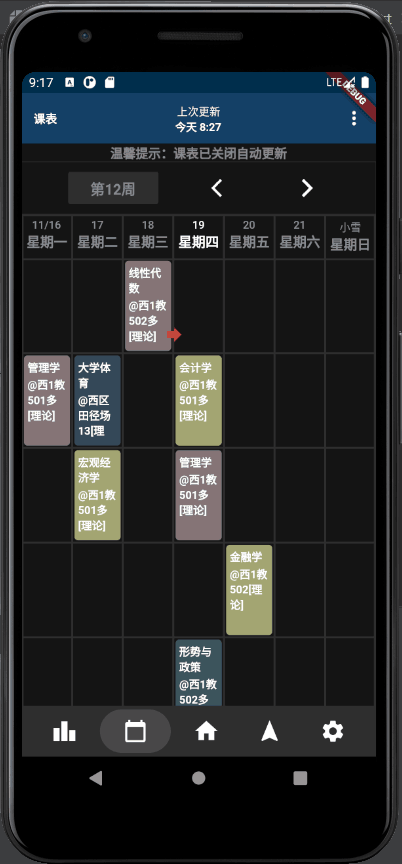 9:17
LTE
DEBUG
课表
上次更新
今天 8:27
温馨提示：课表已关闭自动更新
第12周
11/16
星期一
17
星期二
18
星期三
19
星期四
20
星期五
21
星期六
小雪
星期日
线性代
数
@西1教
502多
[理论]
管理学
@西1教
501多
[理论]
大学体
育
@西区
田径场
13[理
会计学
@西1教
501多
[理论]
宏观经
济学
@西1教
501多
[理论]
管理学
@西1教
501多
[理论]
金融学
@西1教
502[理
论]
形势与
政策
@西1教
502多